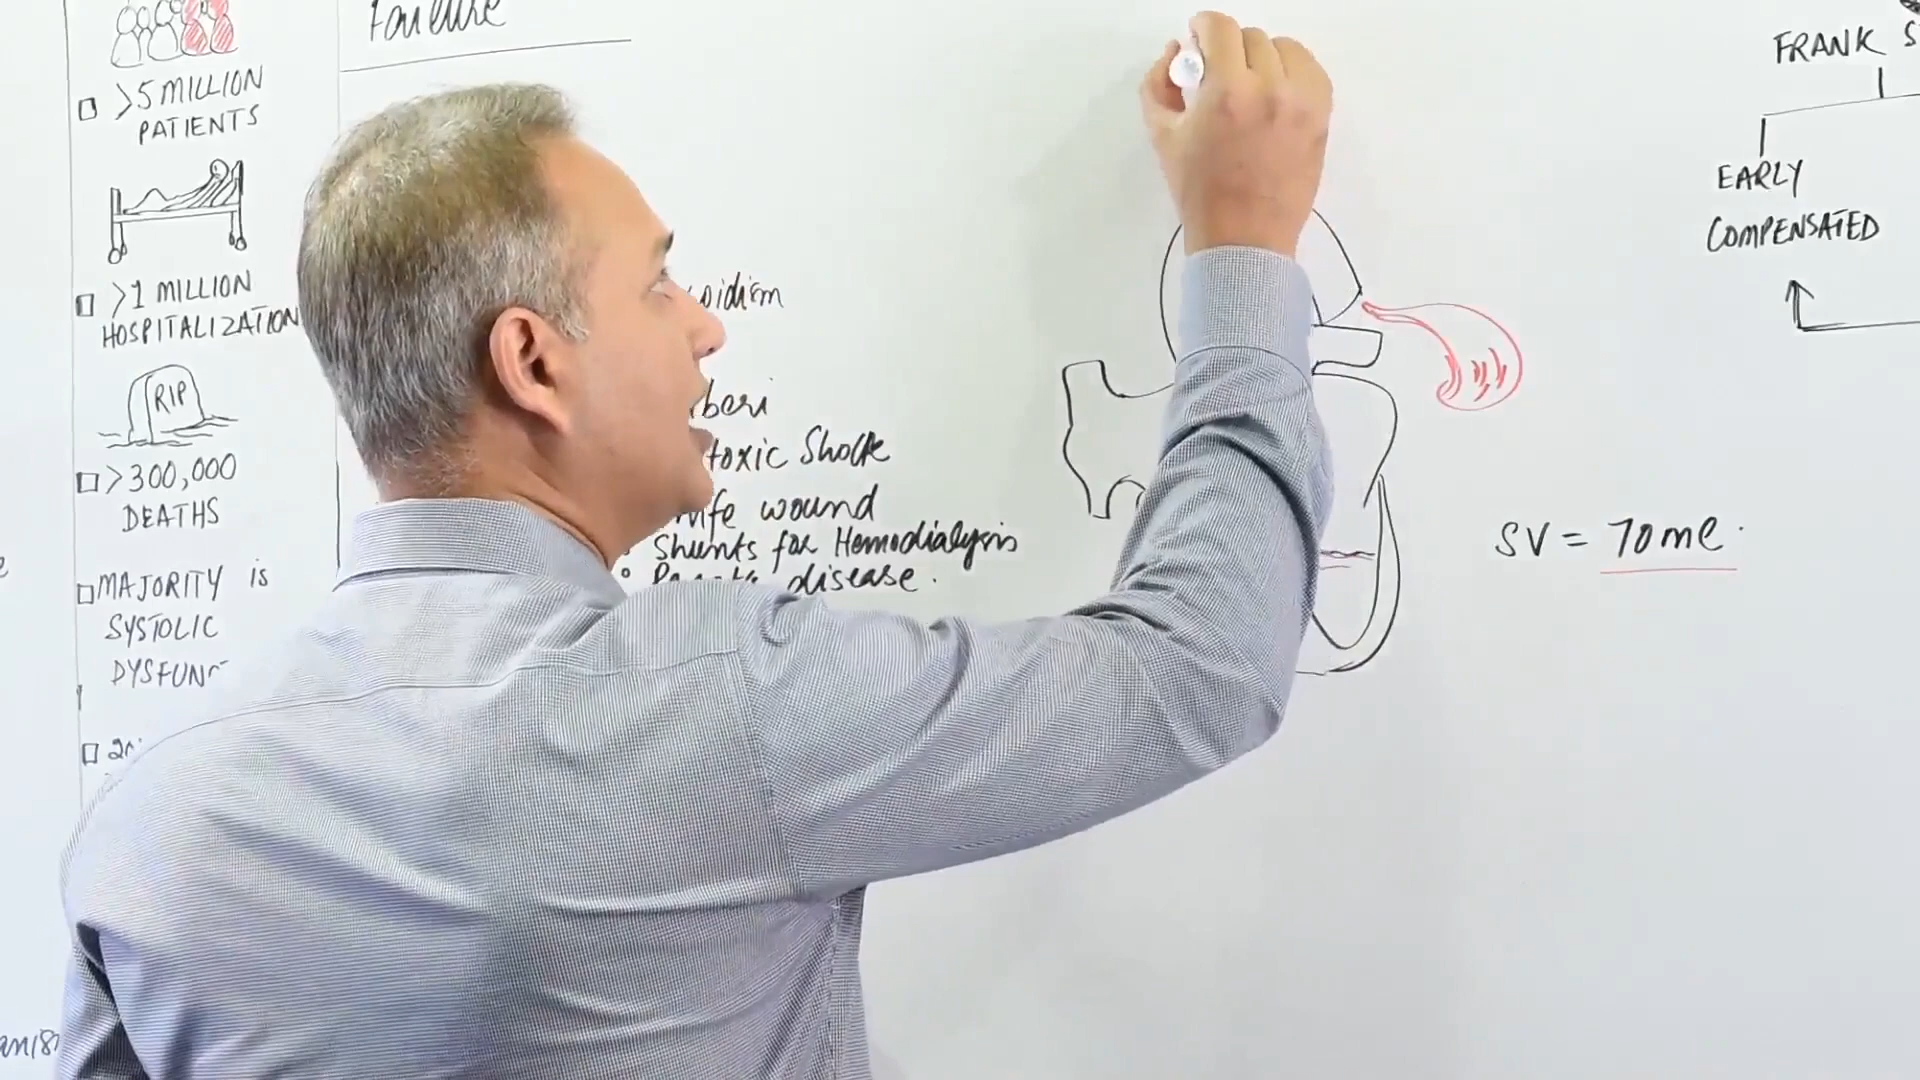 Failure
>5 MILLION
PATIENTS
>1 MILLION
HOSPITALIZATION
RIP
>300,000
DEATHS
MAJORITY is
SYSTOLIC
toxic Shock
wound
Shunts for Hemodialysis
disease.
SV = 70ml.
FRANK S
EARLY
COMPENSATED